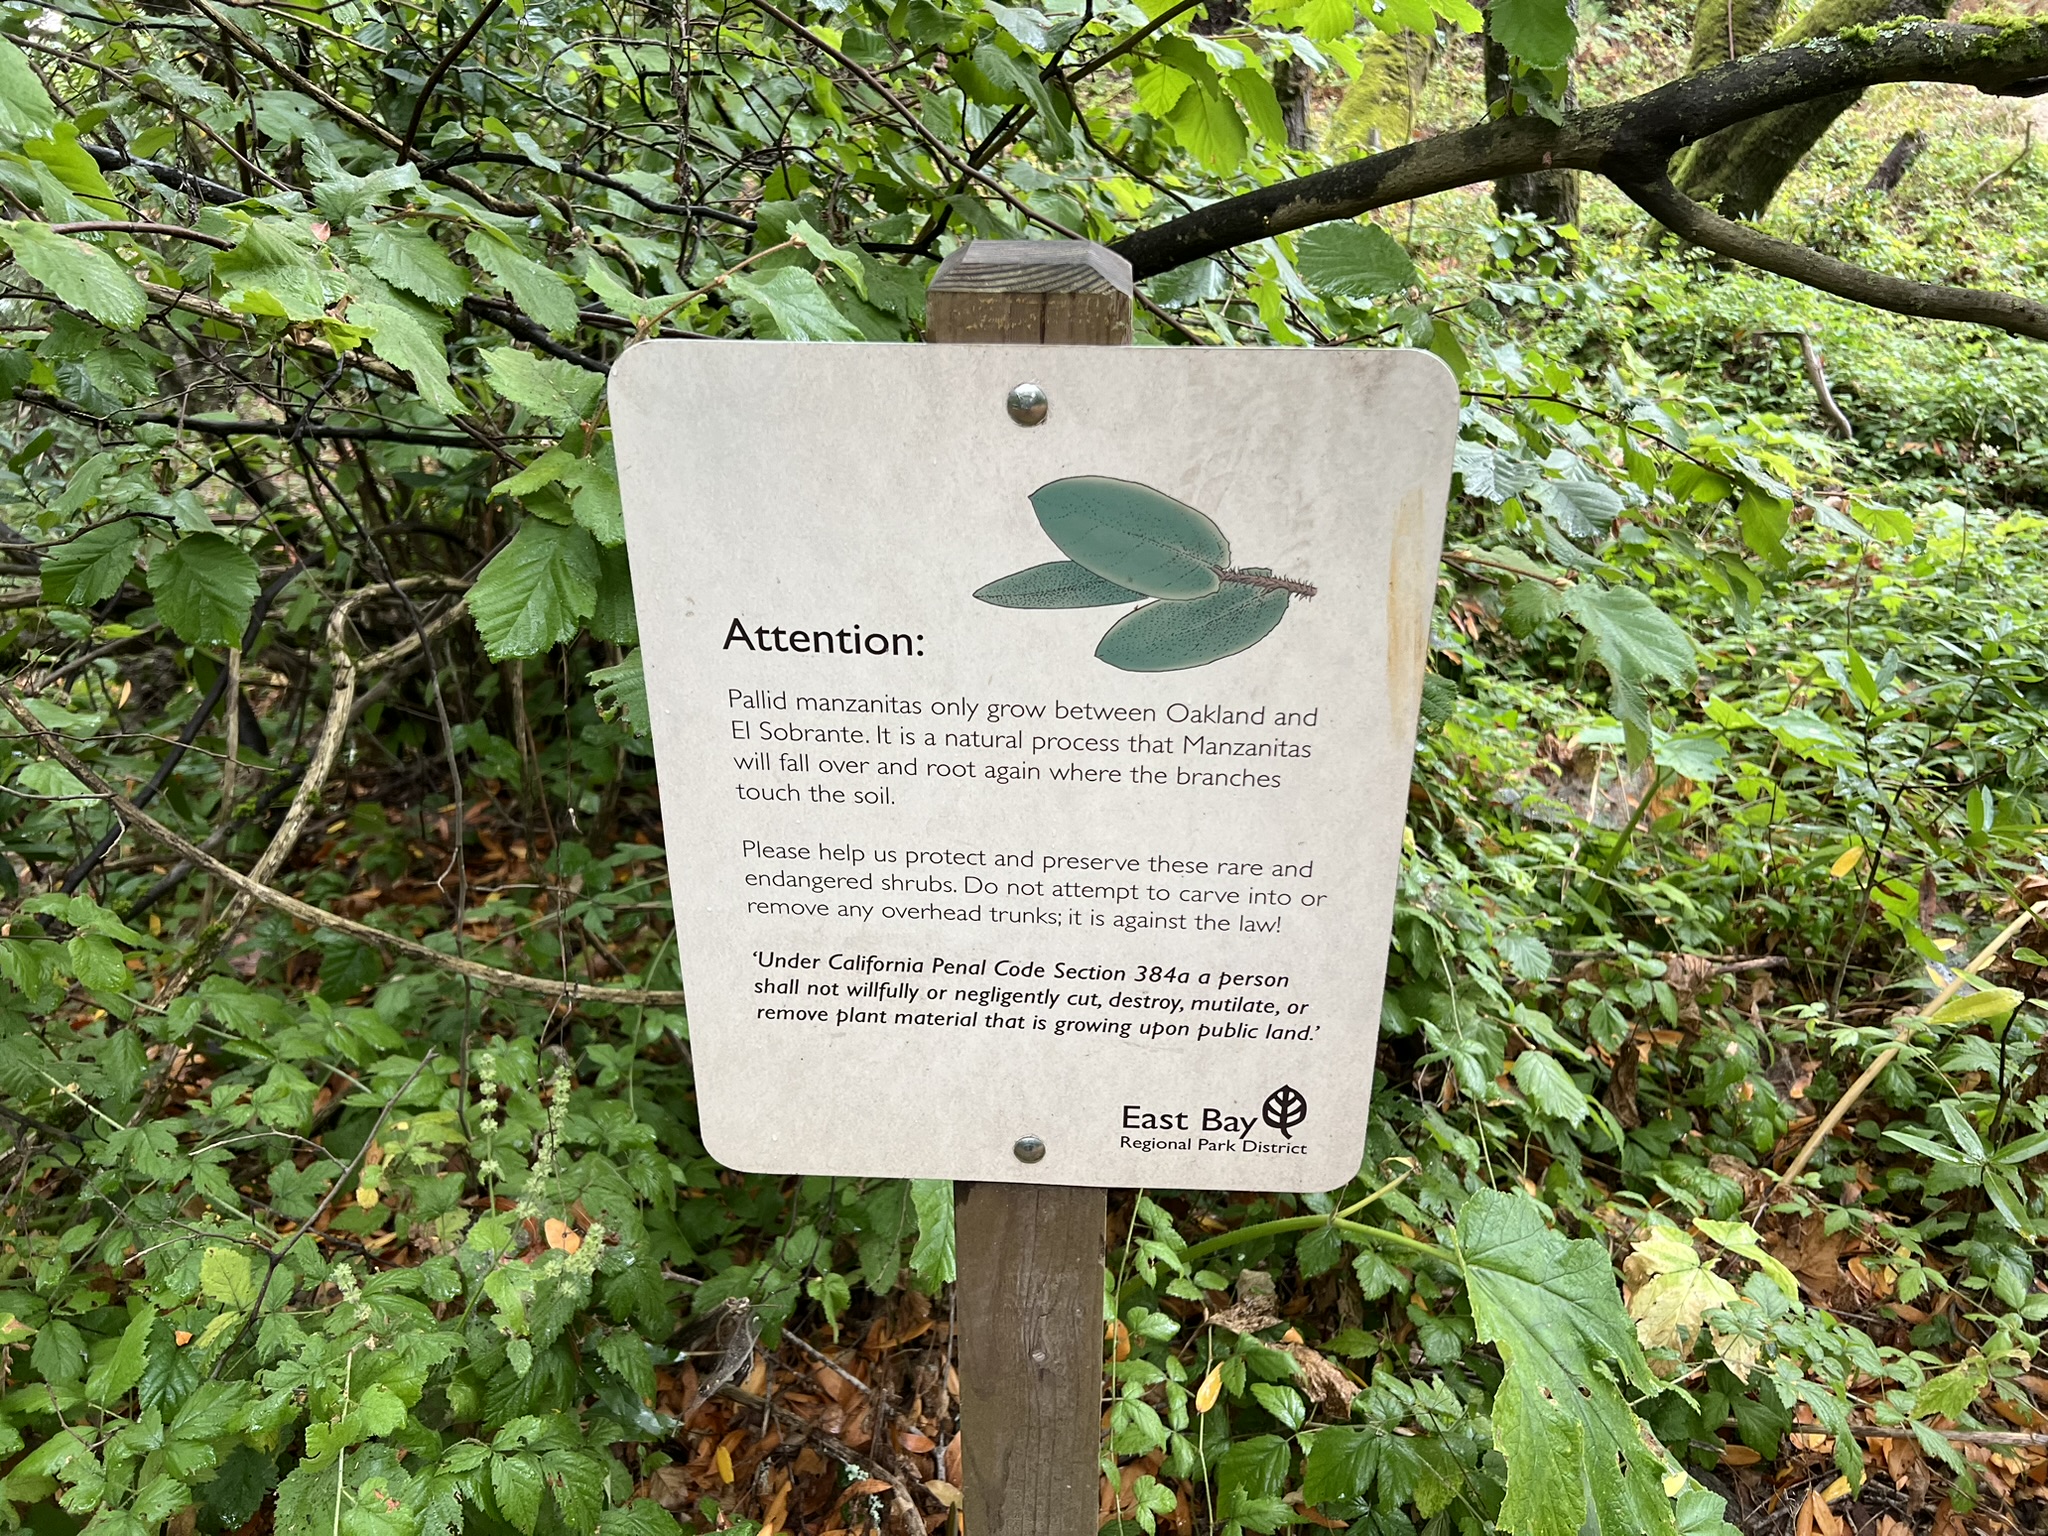 Attention:
Pallid manzanitas only grow between Oakland and
El Sobrante. It is a natural process that Manzanitas
will fall over and root again where the branches
touch the soil.
Please help us protect and preserve these rare and
endangered shrubs. Do not attempt to carve into or
remove any overhead trunks; it is against the law!
‘Under California Penal Code Section 384a a person
shall not willfully or negligently cut, destroy, mutilate, or
remove plant material that is growing upon public land.’
East Bay
Regional Park District